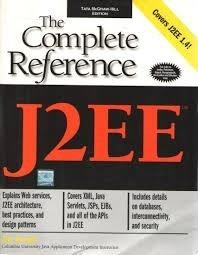 TATA McGRAW-HILL
EDITION
Covers J2EE 1.4!
The
Complete
Reference
J2EE
Explains Web services,
J2EE architecture,
best practices, and
design patterns
Covers XML, Java
Servlets, JSPs, EJBs,
and all of the APIs
in J2EE
Includes details
on databases,
interconnectivity,
and security
Columbia University Java Application Development Instructor